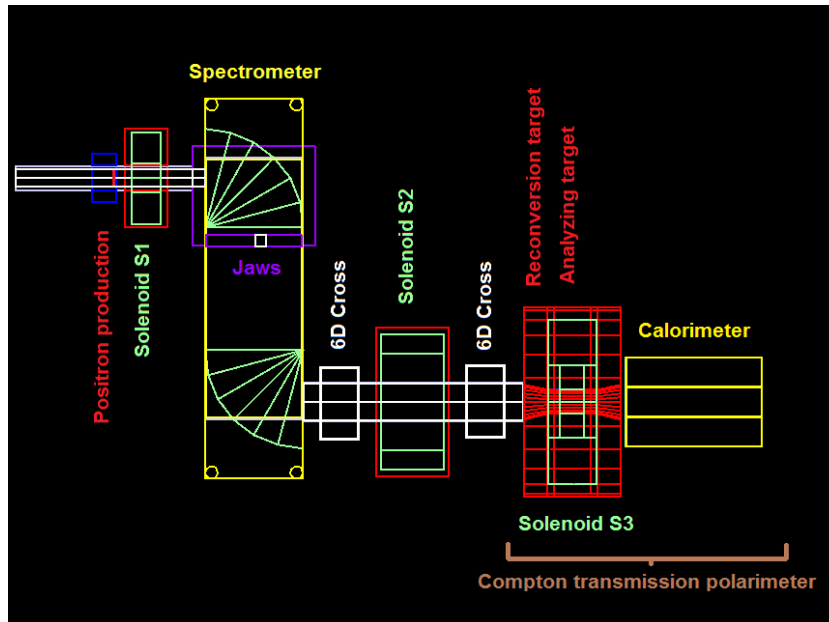 Spectrometer
Positron production
Solenoid S1
Jaws
6D Cross
Solenoid S2
6D Cross
Reconversion target
Analyzing target
Calorimeter
Solenoid S3
Compton transmission polarimeter